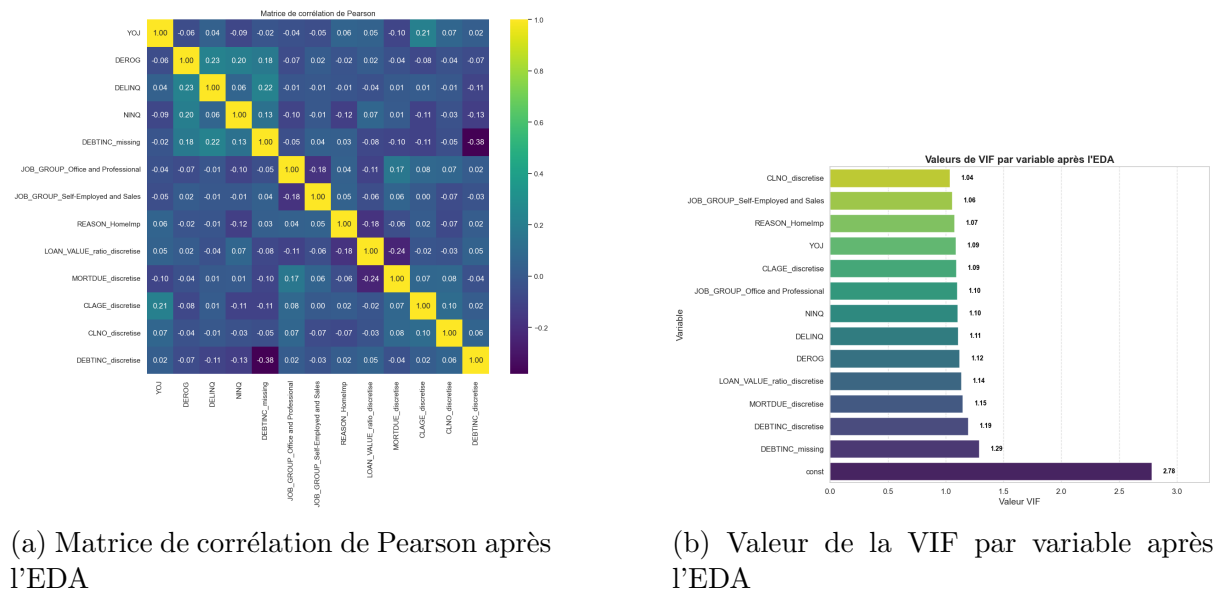 Matrice de corrélation de Pearson
YOJ 1.00 -0.06 0.04 -0.09 -0.02 -0.04 -0.05 0.06 0.05 -0.10 0.21 0.07 0.02
DEROG -0.06 1.00 0.23 0.20 0.18 -0.07 0.02 -0.02 0.02 -0.04 -0.08 -0.04 -0.07
DELINQ 0.04 0.23 1.00 0.06 0.22 -0.01 -0.01 -0.01 -0.04 0.01 0.01 -0.01 -0.11
NINQ -0.09 0.20 0.06 1.00 0.13 -0.10 -0.01 -0.12 0.07 0.01 -0.11 -0.03 -0.13
DEBTINC_missing -0.02 0.18 0.22 0.13 1.00 -0.05 0.04 0.03 -0.08 -0.10 -0.11 -0.05 -0.38
JOB_GROUP_Office and Professional -0.04 -0.07 -0.01 -0.10 -0.05 1.00 -0.18 0.04 -0.11 0.17 0.08 0.07 0.02
JOB_GROUP_Self-Employed and Sales -0.05 0.02 -0.01 -0.01 0.04 -0.18 1.00 0.05 -0.06 0.06 0.00 -0.07 -0.03
REASON_HomeImp 0.06 -0.02 -0.01 -0.12 0.03 0.04 0.05 1.00 -0.18 -0.06 0.02 -0.07 0.02
LOAN_VALUE_ratio_discretise 0.05 0.02 -0.04 0.07 -0.08 -0.11 -0.06 -0.18 1.00 -0.24 -0.02 -0.03 0.05
MORTDUE_discretise -0.10 -0.04 0.01 0.01 -0.10 0.17 0.06 -0.06 -0.24 1.00 0.07 0.08 -0.04
CLAGE_discretise 0.21 -0.08 0.01 -0.11 -0.11 0.08 0.00 0.02 -0.02 0.07 1.00 0.10 0.02
CLNO_discretise 0.07 -0.04 -0.01 -0.03 -0.05 0.07 -0.07 -0.07 -0.03 0.08 0.10 1.00 0.06
DEBTINC_discretise 0.02 -0.07 -0.11 -0.13 -0.38 0.02 -0.03 0.02 0.05 -0.04 0.02 0.06 1.00
YOJ
DEROG
DELINQ
NINQ
DEBTINC_missing
JOB_GROUP_Office and Professional
JOB_GROUP_Self-Employed and Sales
REASON_HomeImp
LOAN_VALUE_ratio_discretise
MORTDUE_discretise
CLAGE_discretise
CLNO_discretise
DEBTINC_discretise
1.0
0.8
0.6
0.4
0.2
0.0
-0.2
(a) Matrice de corrélation de Pearson après
l'EDA
Valeurs de VIF par variable après l'EDA
Variable
CLNO_discretise 1.04
JOB_GROUP_Self-Employed and Sales 1.06
REASON_HomeImp 1.07
YOJ 1.09
CLAGE_discretise 1.09
JOB_GROUP_Office and Professional 1.10
NINQ 1.10
DELINQ 1.11
DEROG 1.12
LOAN_VALUE_ratio_discretise 1.14
MORTDUE_discretise 1.15
DEBTINC_discretise 1.19
DEBTINC_missing 1.29
const 2.78
0.0 0.5 1.0 1.5 2.0 2.5 3.0
Valeur VIF
(b) Valeur de la VIF par variable après
l'EDA